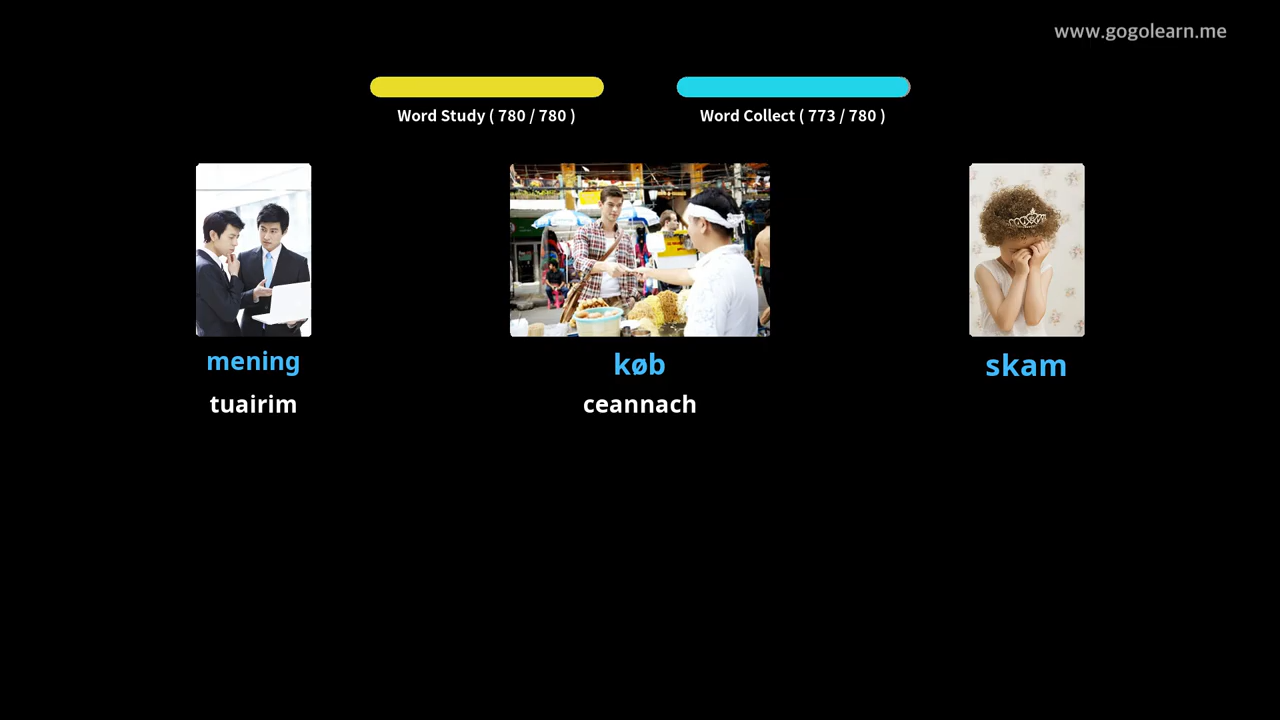 www.gogolearn.me
Word Study ( 780 / 780 )
Word Collect ( 773 / 780 )
mening
køb
skam
tuairim
ceannach